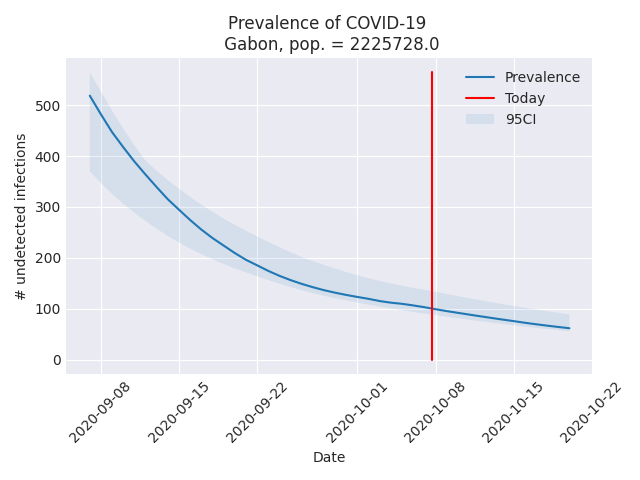 Prevalence of COVID-19
Gabon, pop. = 2225728.0
Prevalence
Today
95CI
# undetected infections
500
400
300
200
100
0
2020-09-08
2020-09-15
2020-09-22
2020-10-01
2020-10-08
2020-10-15
2020-10-22
Date